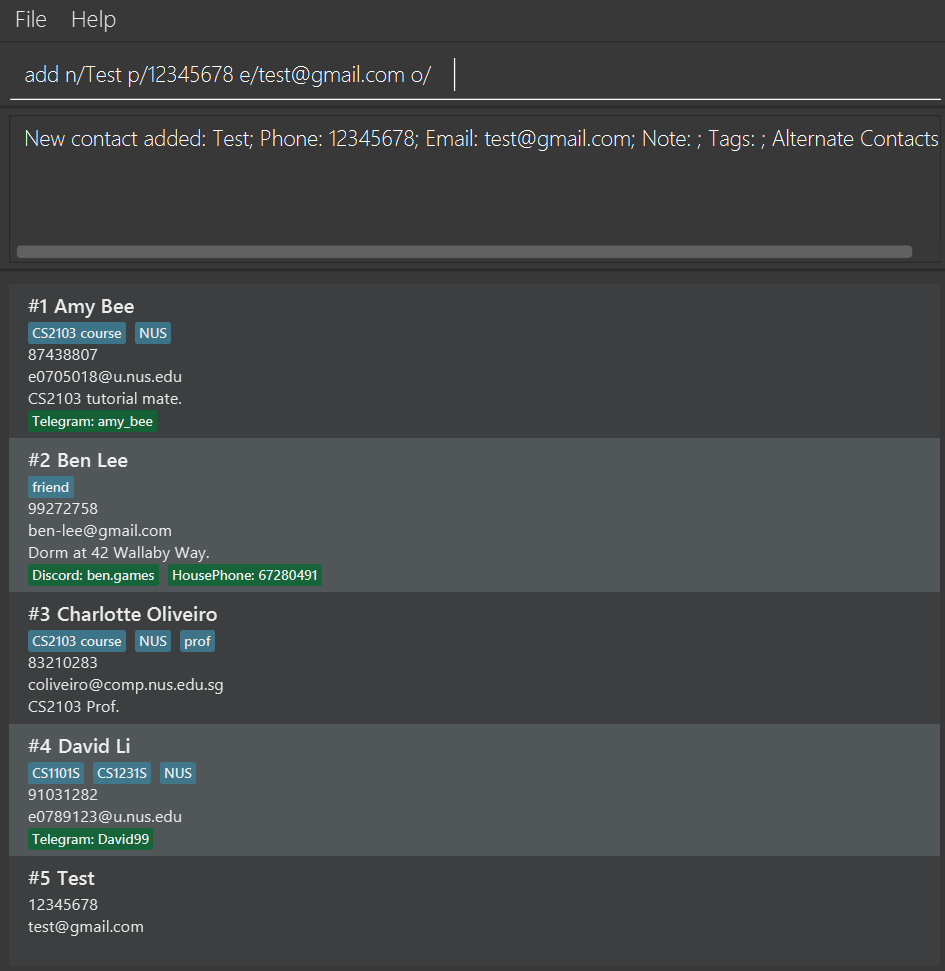 File Help
add n/Test p/12345678 e/test@gmail.com o/
New contact added: Test; Phone: 12345678; Email: test@gmail.com; Note: ; Tags: ; Alternate Contacts
#1 Amy Bee
CS2103 course NUS
87438807
e0705018@u.nus.edu
CS2103 tutorial mate.
Telegram: amy_bee
#2 Ben Lee
friend
99272758
ben-lee@gmail.com
Dorm at 42 Wallaby Way.
Discord: ben.games HousePhone: 67280491
#3 Charlotte Oliveiro
CS2103 course NUS prof
83210283
coliveiro@comp.nus.edu.sg
CS2103 Prof.
#4 David Li
CS1101S CS1231S NUS
91031282
e0789123@u.nus.edu
Telegram: David99
#5 Test
12345678
test@gmail.com